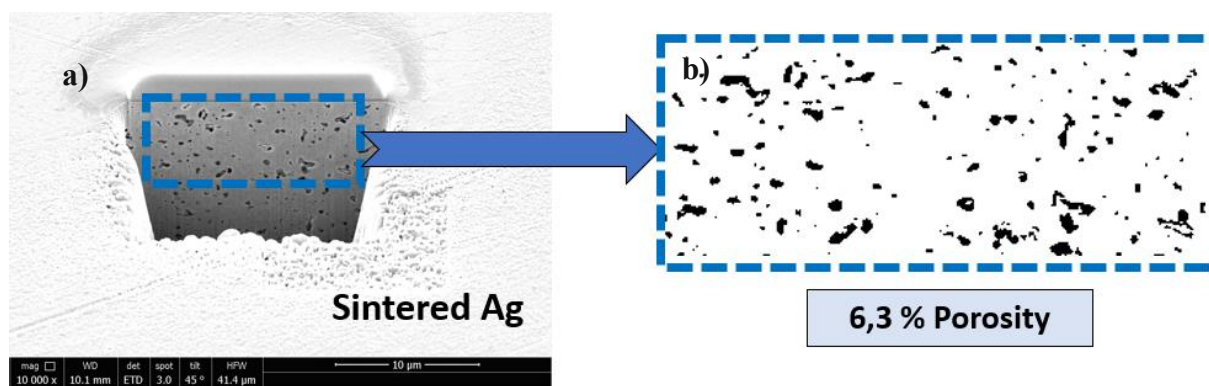 a)
b)
Sintered Ag
6,3 % Porosity
mag WD det spot tilt HFW
10 µm
10 000 x 10.1 mm ETD 3.0 45 ° 41.4 µm